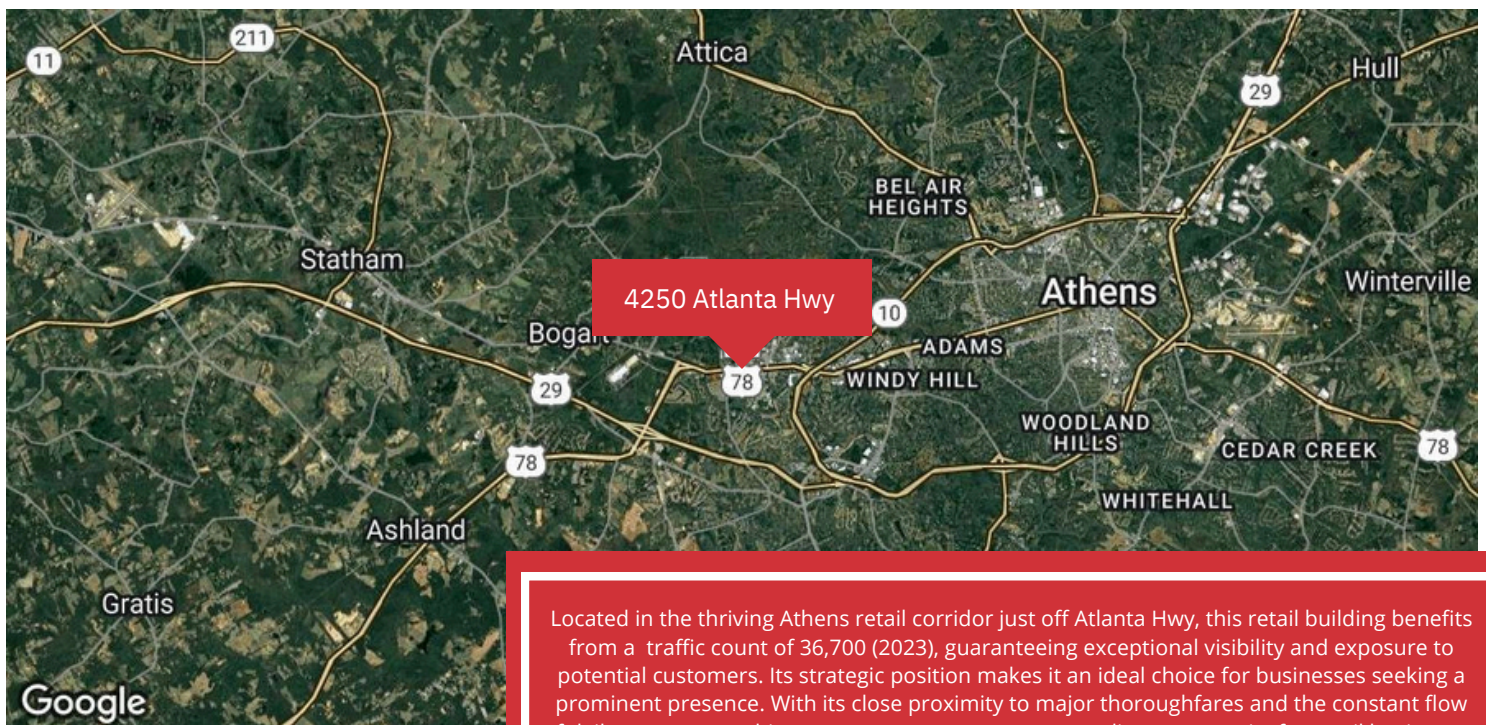 11
211
Attica
29
Hull
BEL AIR
HEIGHTS
Statham
Athens
Winterville
4250 Atlanta Hwy
10
Bogart
ADAMS
78
WINDY HILL
29
WOODLAND
HILLS
CEDAR CREEK
78
78
WHITEHALL
Ashland
Gratis
Google
Located in the thriving Athens retail corridor just off Atlanta Hwy, this retail building benefits
from a traffic count of 36,700 (2023), guaranteeing exceptional visibility and exposure to
potential customers. Its strategic position makes it an ideal choice for businesses seeking a
prominent presence. With its close proximity to major thoroughfares and the constant flow